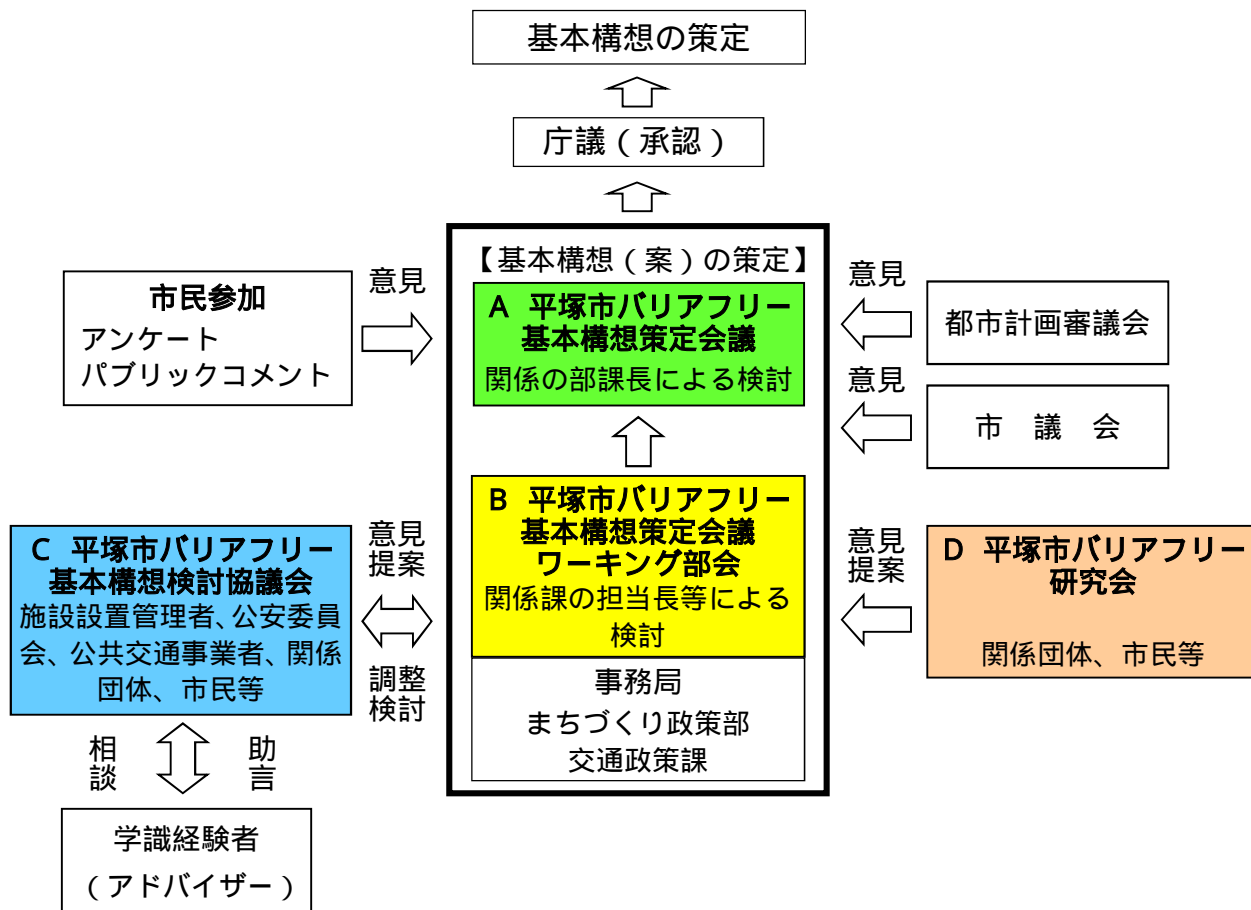 基本構想の策定
庁議（承認）
【基本構想（案）の策定】
市民参加
アンケート
パブリックコメント
意見
A 平塚市バリアフリー
基本構想策定会議
関係の部課長による検討
意見
都市計画審議会
意見
市 議 会
B 平塚市バリアフリー
基本構想策定会議
ワーキング部会
関係課の担当長等による
検討
事務局
まちづくり政策部
交通政策課
C 平塚市バリアフリー
基本構想検討協議会
施設設置管理者、公安委員
会、公共交通事業者、関係
団体、市民等
意見
提案
調整
検討
意見
提案
D 平塚市バリアフリー
研究会
関係団体、市民等
相談
助言
学識経験者
（アドバイザー）